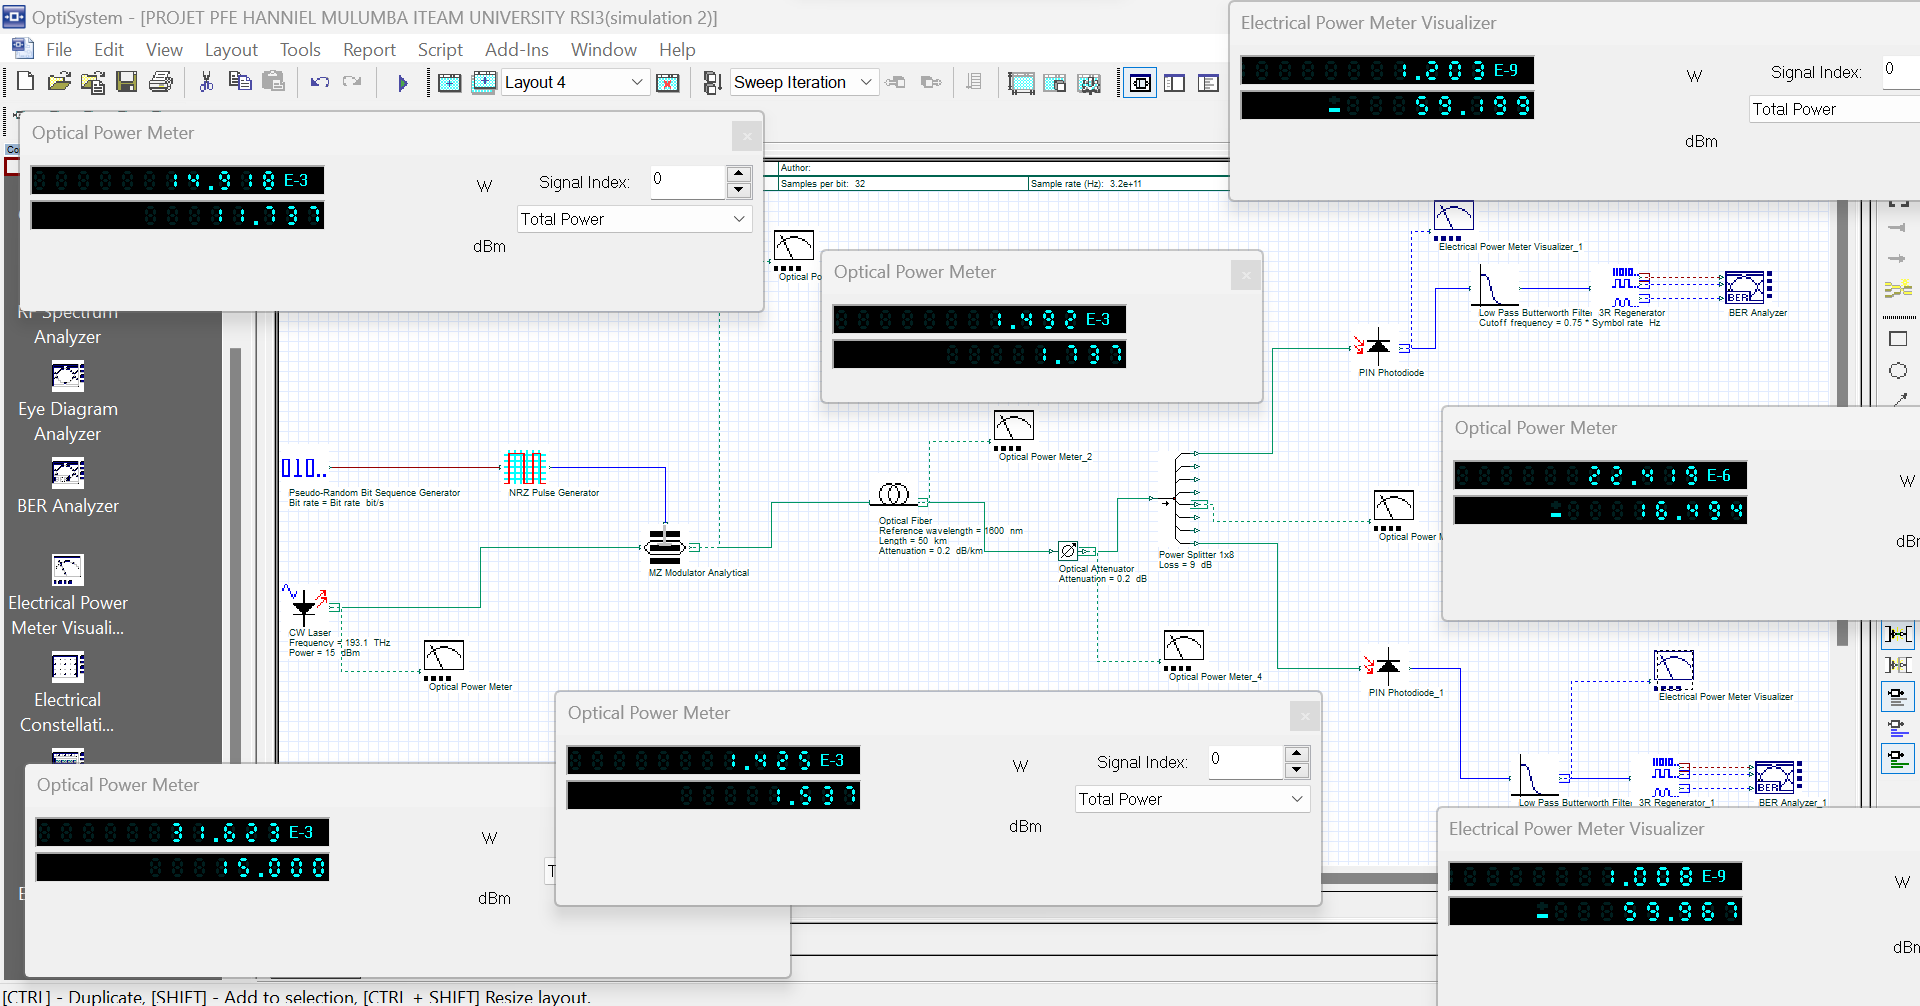 OptiSystem - [PROJET PFE HANNIEL MULUMBA ITEAM UNIVERSITY RSI3(simulation 2)]
File Edit View Layout Tools Report Script Add-Ins Window Help
Layout 4
Sweep Iteration
Electrical Power Meter Visualizer
1.203 E-9
W
Signal Index: 0
-59.199
dBm
Total Power
Optical Power Meter
14.918 E-3
W
Signal Index: 0
11.737
dBm
Total Power
Author:
Samples per bit: 32
Sample rate (Hz): 3.2e+11
Optical Power Meter
1.492 E-3
1.737
Electrical Power Meter Visualizer_1
Low Pass Butterworth Filter
Cutoff frequency = 0.75 * Symbol rate Hz
3R Regenerator
BER
BER Analyzer
PIN Photodiode
Analyzer
Eye Diagram
Analyzer
BER Analyzer
Electrical Power
Meter Visuali...
Electrical
Constellati...
Optical Power Meter
22.419 E-6
W
-16.494
Optical Power Meter_2
010..
Pseudo-Random Bit Sequence Generator
Bit rate = Bit rate bit/s
NRZ Pulse Generator
Optical Fiber
Reference wavelength = 1600 nm
Length = 50 km
Attenuation = 0.2 dB/km
MZ Modulator Analytical
Optical Attenuator
Attenuation = 0.2 dB
Power Splitter 1x8
Loss = 9 dB
CW Laser
Frequency = 193.1 THz
Power = 15 dBm
Optical Power Meter
Optical Power Meter_4
PIN Photodiode_1
Electrical Power Meter Visualizer
Low Pass Butterworth Filter
3R Regenerator_1
BER
BER Analyzer_1
Optical Power Meter
1.425 E-3
W
Signal Index: 0
1.537
dBm
Total Power
Optical Power Meter
31.623 E-3
W
15.000
dBm
Electrical Power Meter Visualizer
1.008 E-9
W
-59.967
[CTRL] - Duplicate, [SHIFT] - Add to selection, [CTRL + SHIFT] Resize layout.